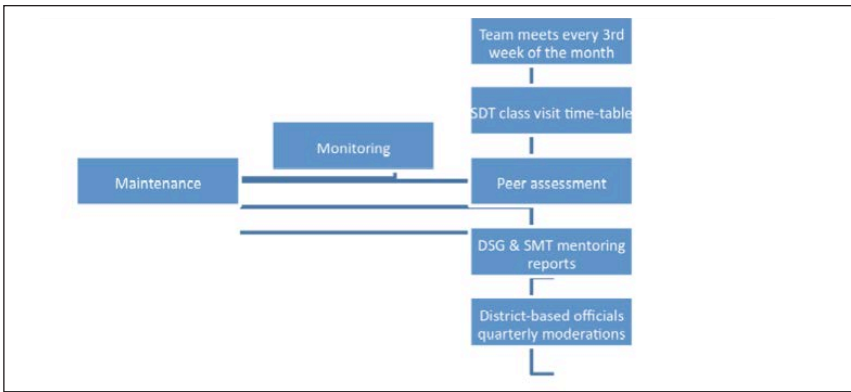 Team meets every 3rd
week of the month
SDT class visit time-table
Monitoring
Maintenance
Peer assessment
DSG & SMT mentoring
reports
District-based officials
quarterly moderations